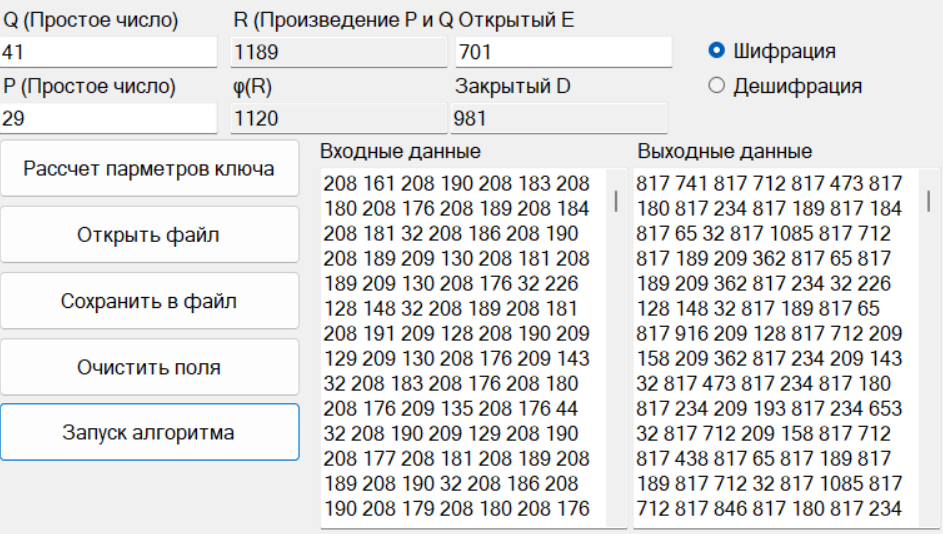 Q (Простое число)
R (Произведение P и Q
Открытый E
41
1189
701
Шифрация
P (Простое число)
φ(R)
Закрытый D
Дешифрация
29
1120
981
Рассчет парметров ключа
Открыть файл
Сохранить в файл
Очистить поля
Запуск алгоритма
Входные данные
208 161 208 190 208 183 208
180 208 176 208 189 208 184
208 181 32 208 186 208 190
208 189 209 130 208 181 208
189 209 130 208 176 32 226
128 148 32 208 189 208 181
208 191 209 128 208 190 209
129 209 130 208 176 209 143
32 208 183 208 176 208 180
208 176 209 135 208 176 44
32 208 190 209 129 208 190
208 177 208 181 208 189 208
189 208 190 32 208 186 208
190 208 179 208 180 208 176
Выходные данные
817 741 817 712 817 473 817
180 817 234 817 189 817 184
817 65 32 817 1085 817 712
817 189 209 362 817 65 817
189 209 362 817 234 32 226
128 148 32 817 189 817 65
817 916 209 128 817 712 209
158 209 362 817 234 209 143
32 817 473 817 234 817 180
817 234 209 193 817 234 653
32 817 712 209 158 817 712
817 438 817 65 817 189 817
189 817 712 32 817 1085 817
712 817 846 817 180 817 234